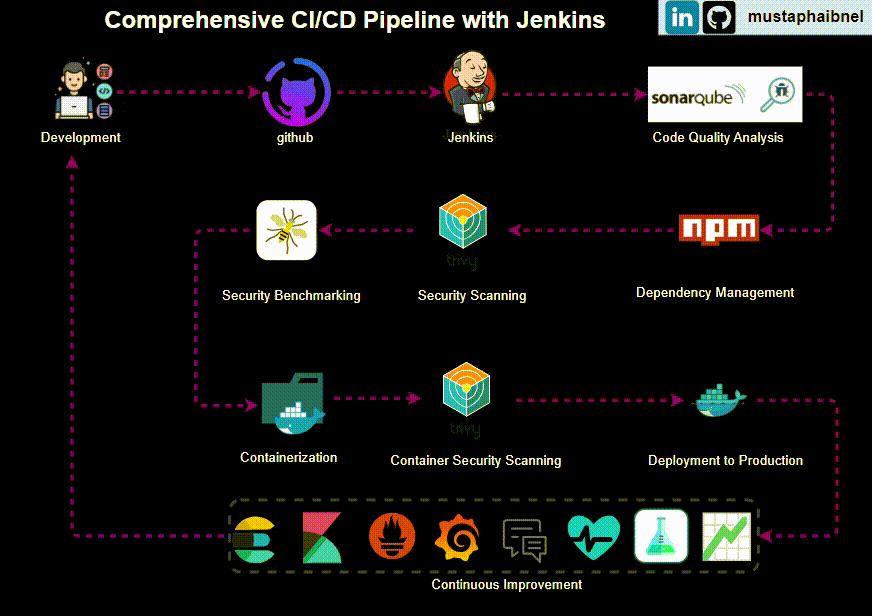 Comprehensive CI/CD Pipeline with Jenkins
in
mustaphaibnel
Development
github
Jenkins
sonarqube
Code Quality Analysis
npm
trivy
Security Benchmarking
Security Scanning
Dependency Management
trivy
Containerization
Container Security Scanning
Deployment to Production
Continuous Improvement